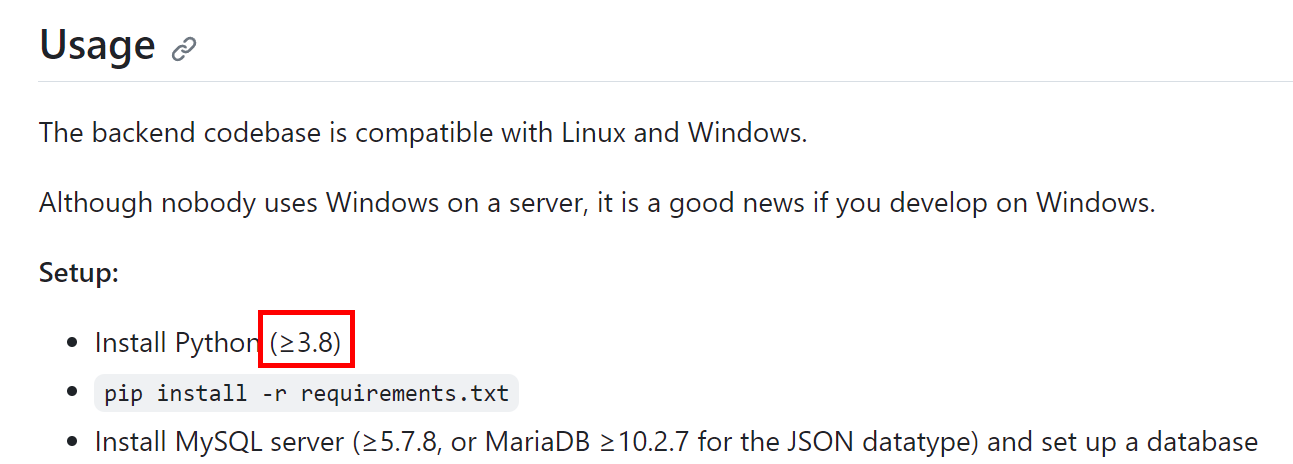 Usage
The backend codebase is compatible with Linux and Windows.
Although nobody uses Windows on a server, it is a good news if you develop on Windows.
Setup:
• Install Python (≥3.8)
• pip install -r requirements.txt
• Install MySQL server (≥5.7.8, or MariaDB ≥10.2.7 for the JSON datatype) and set up a database